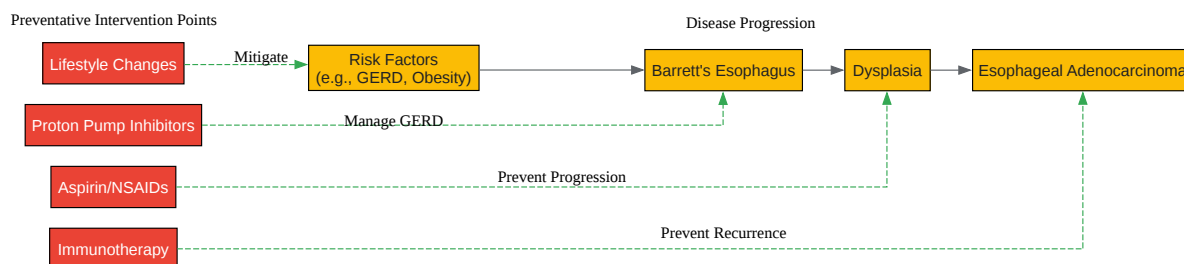 Preventative Intervention Points
Disease Progression
Lifestyle Changes
Mitigate
Risk Factors
(e.g., GERD, Obesity)
Barrett's Esophagus
Dysplasia
Esophageal Adenocarcinoma
Proton Pump Inhibitors
Manage GERD
Aspirin/NSAIDs
Prevent Progression
Immunotherapy
Prevent Recurrence